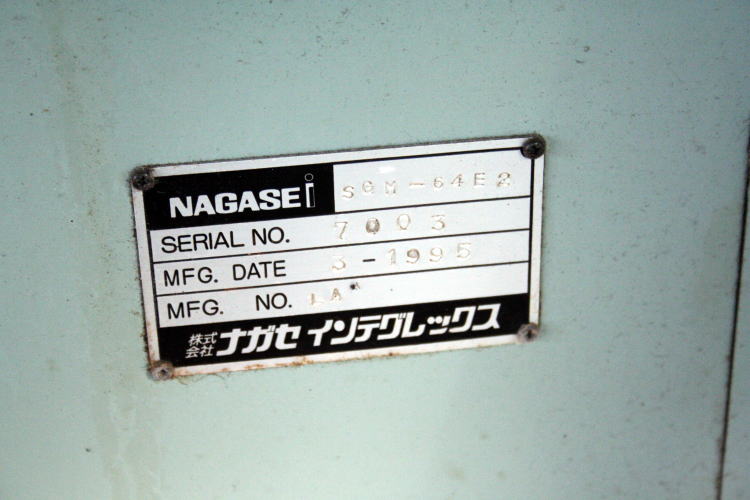 NAGASE i SGM-64E2
SERIAL NO. 7003
MFG. DATE 3-1995
MFG. NO. LA
株式会社 ナガセ インテグレックス